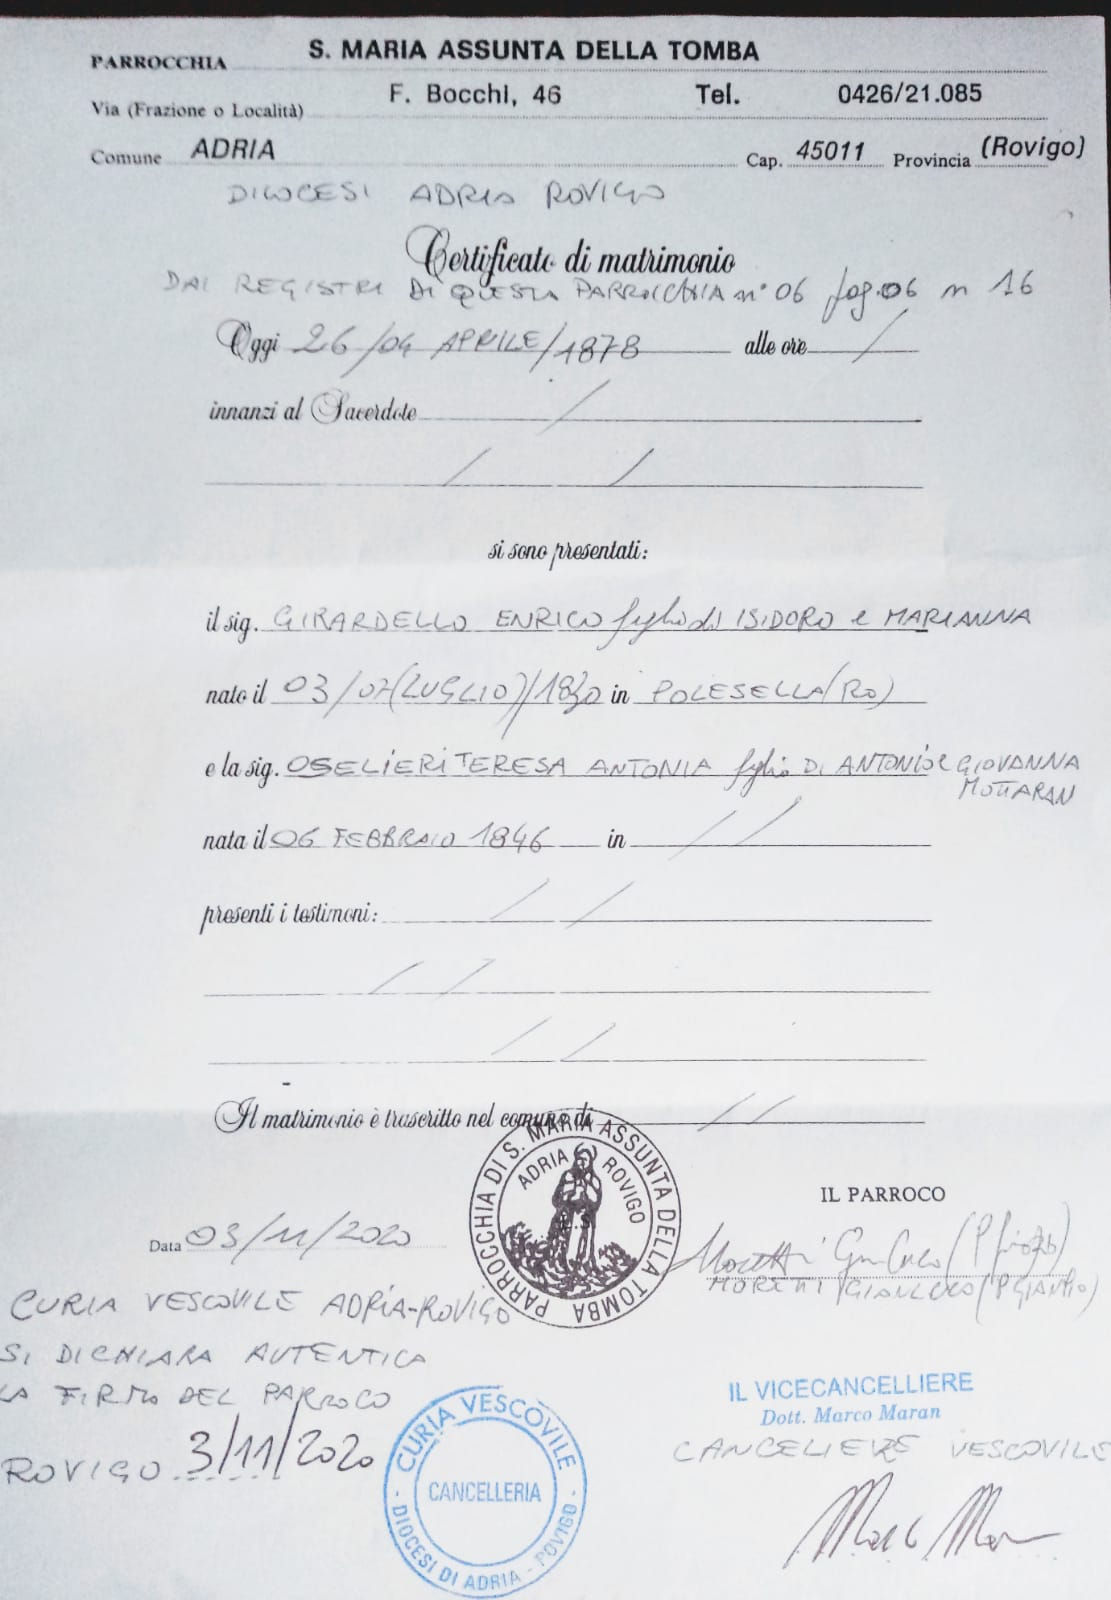 PARROCCHIA S. MARIA ASSUNTA DELLA TOMBA
Via (Frazione o Località) F. Bocchi, 46 Tel. 0426/21.085
Comune ADRIA Cap. 45011 Provincia (Rovigo)
DIOCESI ADRIA ROVIGO
Certificato di matrimonio
DAI REGISTRI DI QUESTA PARROCCHIA n° 06 fog. 06 n 16
Oggi 26/04 APRILE/1878 alle ore /
innanzi al Sacerdote /
/ /
si sono presentati:
il sig. GIRARDELLO ENRICO figlio di ISIDORO e MARIANNA
nato il 03/07(LUGLIO)/ in POLESELLA (RO)
e la sig. OSELIERI TERESA ANTONIA figlia DI ANTONIO e GIOVANNA
MOTTARAN
nata il 06 FEBBRAIO 1846 in / /
presenti i testimoni: / /
/ /
/ /
Il matrimonio è trascritto nel comune di / /
PARROCCHIA DI S. MARIA ASSUNTA DELLA TOMBA
ADRIA ROVIGO
IL PARROCO
Data 03/11/2020
MORETTI GIANLUCA
CURIA VESCOVILE ADRIA-ROVIGO
SI DICHIARA AUTENTICA
LA FIRMA DEL PARROCO
ROVIGO 3/11/2020
CURIA VESCOVILE
CANCELLERIA
DIOCESI DI ADRIA - ROVIGO
IL VICECANCELLIERE
Dott. Marco Maran
CANCELIERE VESCOVILE
Marco Maran